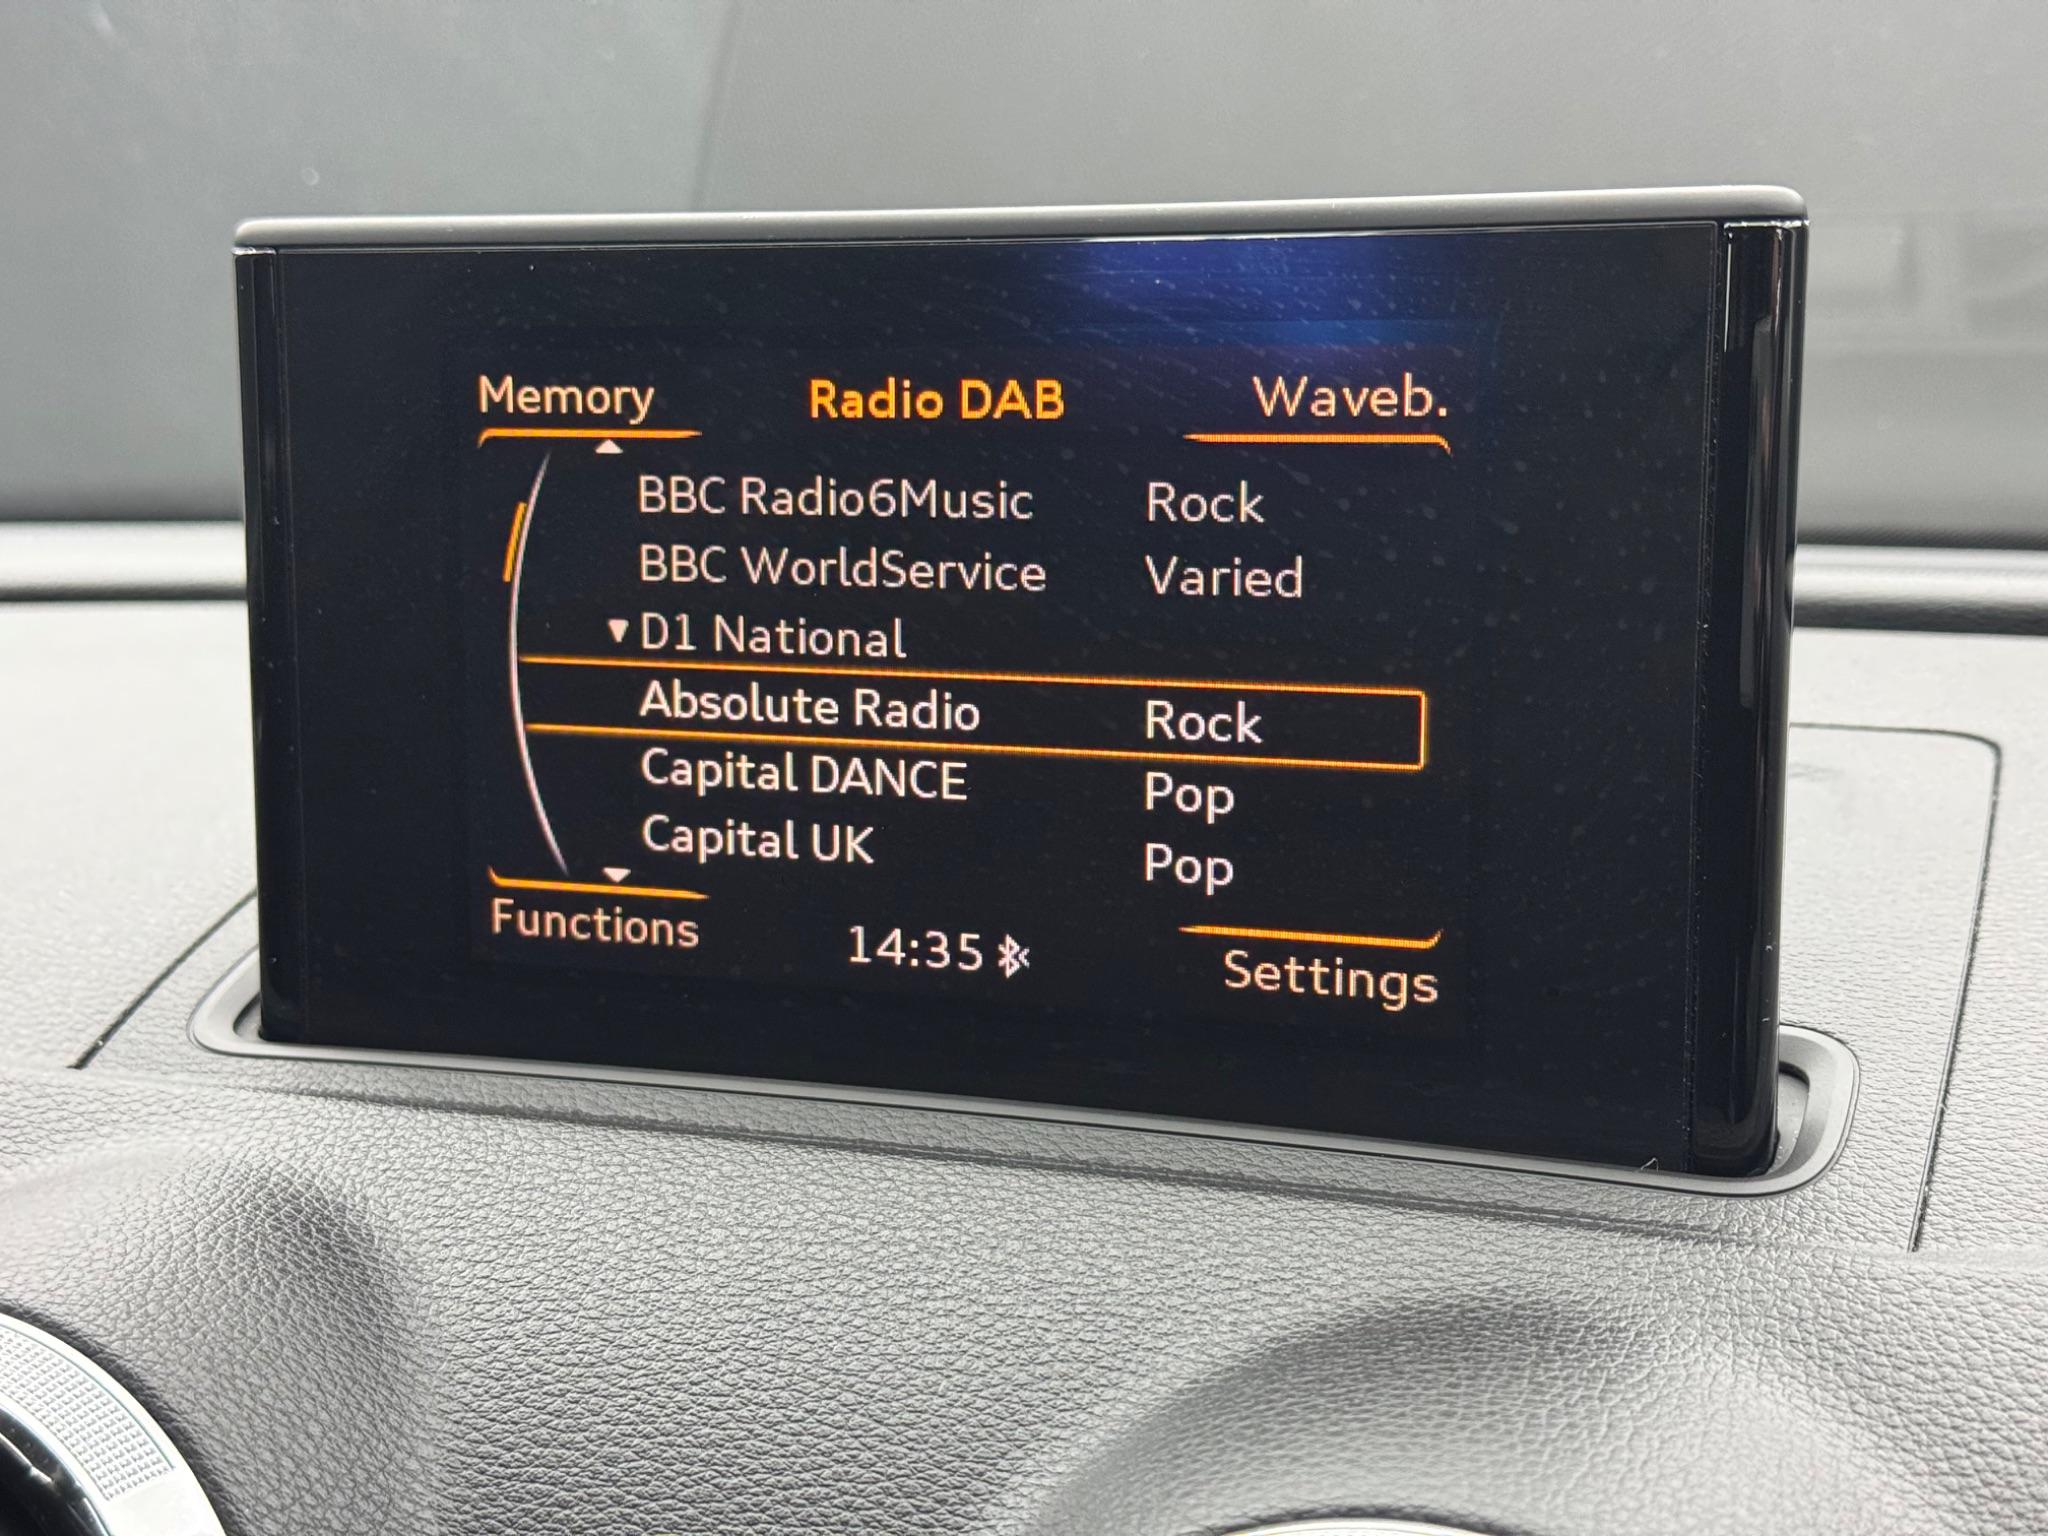 Memory Radio DAB Waveb.
BBC Radio6Music Rock
BBC WorldService Varied
▼ D1 National
Absolute Radio Rock
Capital DANCE Pop
Capital UK Pop
Functions 14:35 Settings